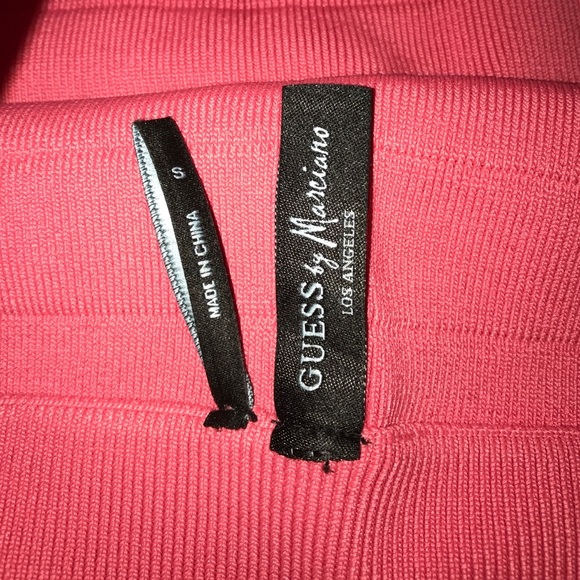 S
MADE IN CHINA
GUESS by Marciano
LOS ANGELES